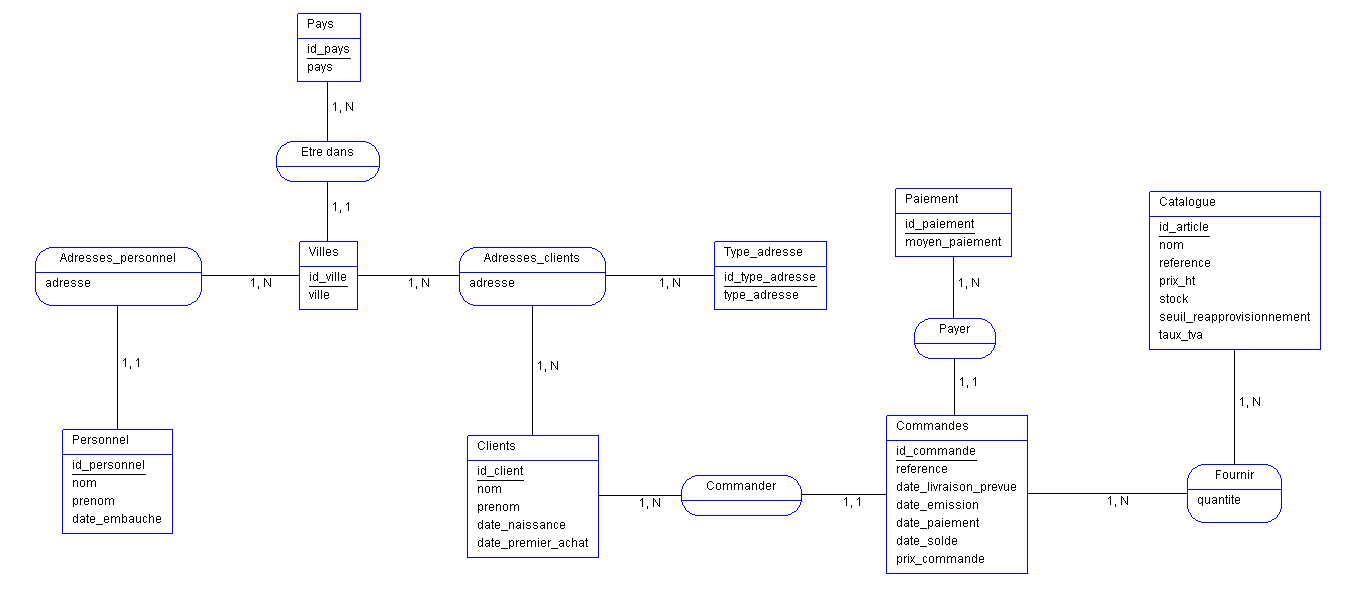 Pays
id_pays
pays
1, N
Etre dans
1, 1
Villes
id_ville
ville
Adresses_personnel
adresse
1, N
1, N
Adresses_clients
adresse
1, N
Type_adresse
id_type_adresse
type_adresse
1, 1
Personnel
id_personnel
nom
prenom
date_embauche
1, N
Clients
id_client
nom
prenom
date_naissance
date_premier_achat
1, N
Commander
1, 1
Paiement
id_paiement
moyen_paiement
1, N
Payer
1, 1
Commandes
id_commande
reference
date_livraison_prevue
date_emission
date_paiement
date_solde
prix_commande
1, N
Fournir
quantite
1, N
Catalogue
id_article
nom
reference
prix_ht
stock
seuil_reapprovisionnement
taux_tva